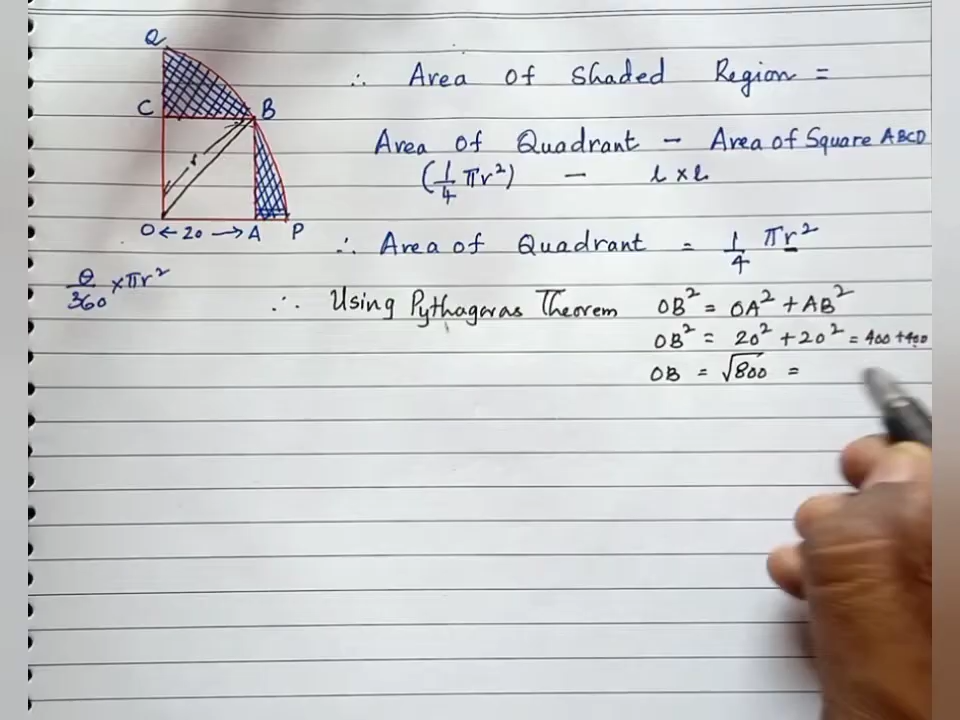 Q
C
B
r
O ← 20 → A P
∴ Area of Shaded Region =
Area of Quadrant - Area of Square ABCD
(1/4 πr²) - l × l
∴ Area of Quadrant = 1/4 πr²
θ/360 × πr²
∴ Using Pythagaras Theorem OB² = OA² + AB²
OB² = 20² + 20² = 400 + 400
OB = √800 =